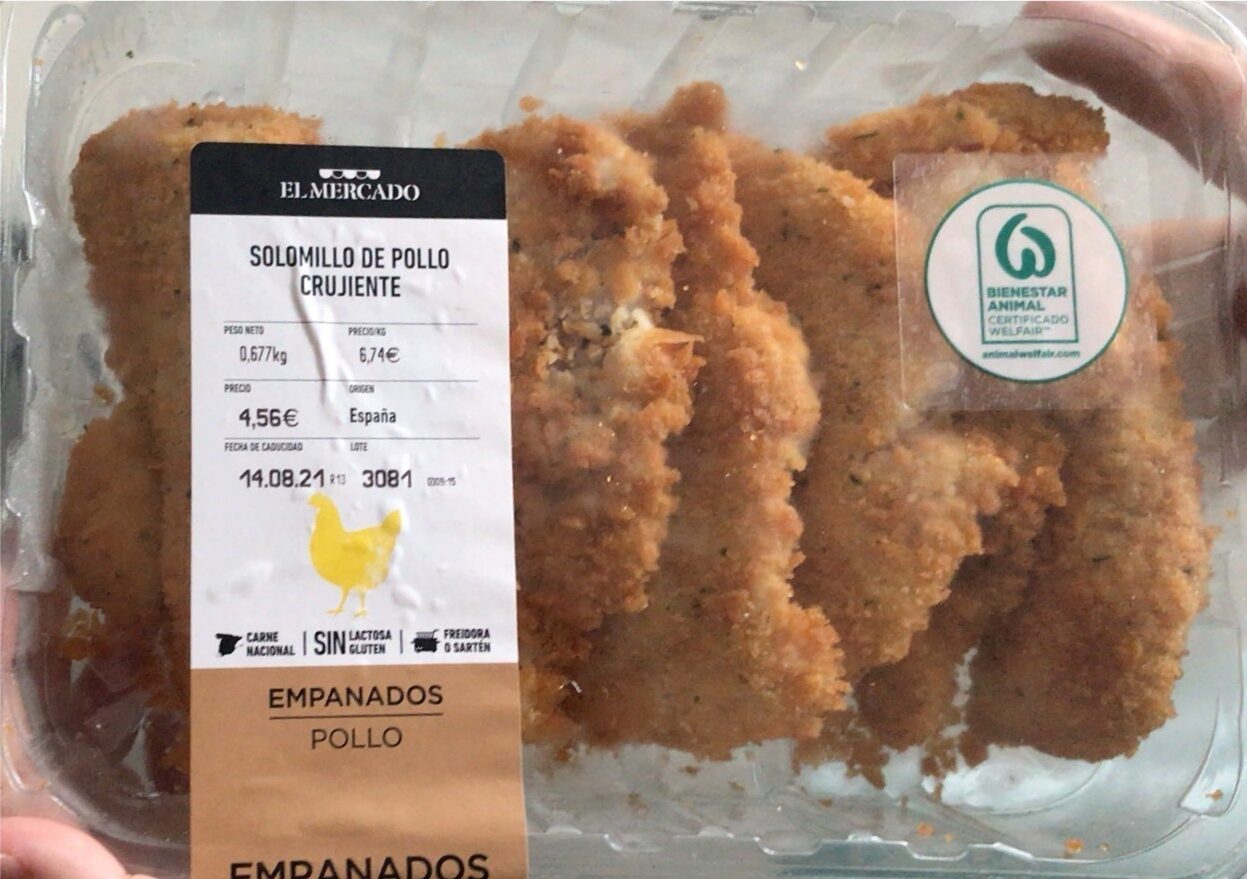 EL MERCADO
SOLOMILLO DE POLLO
CRUJIENTE
PESO NETO PRECIO/KG
0,677kg 6,74€
PRECIO ORIGEN
4,56€ España
FECHA DE CADUCIDAD LOTE
14.08.21 R13 3081
CARNE
NACIONAL
SIN LACTOSA
GLUTEN
FREIDORA
O SARTÉN
EMPANADOS
POLLO
EMPANADOS
BIENESTAR
ANIMAL
CERTIFICADO
WELFAIR™
animalwelfair.com